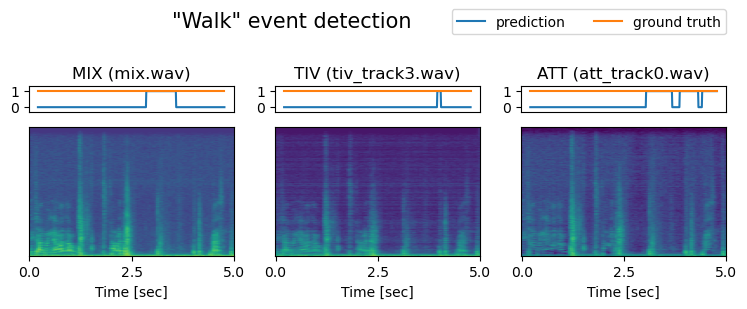 "Walk" event detection
prediction
ground truth
MIX (mix.wav)
TIV (tiv_track3.wav)
ATT (att_track0.wav)
1
0
1
0
1
0
0.0 2.5 5.0
0.0 2.5 5.0
0.0 2.5 5.0
Time [sec]
Time [sec]
Time [sec]